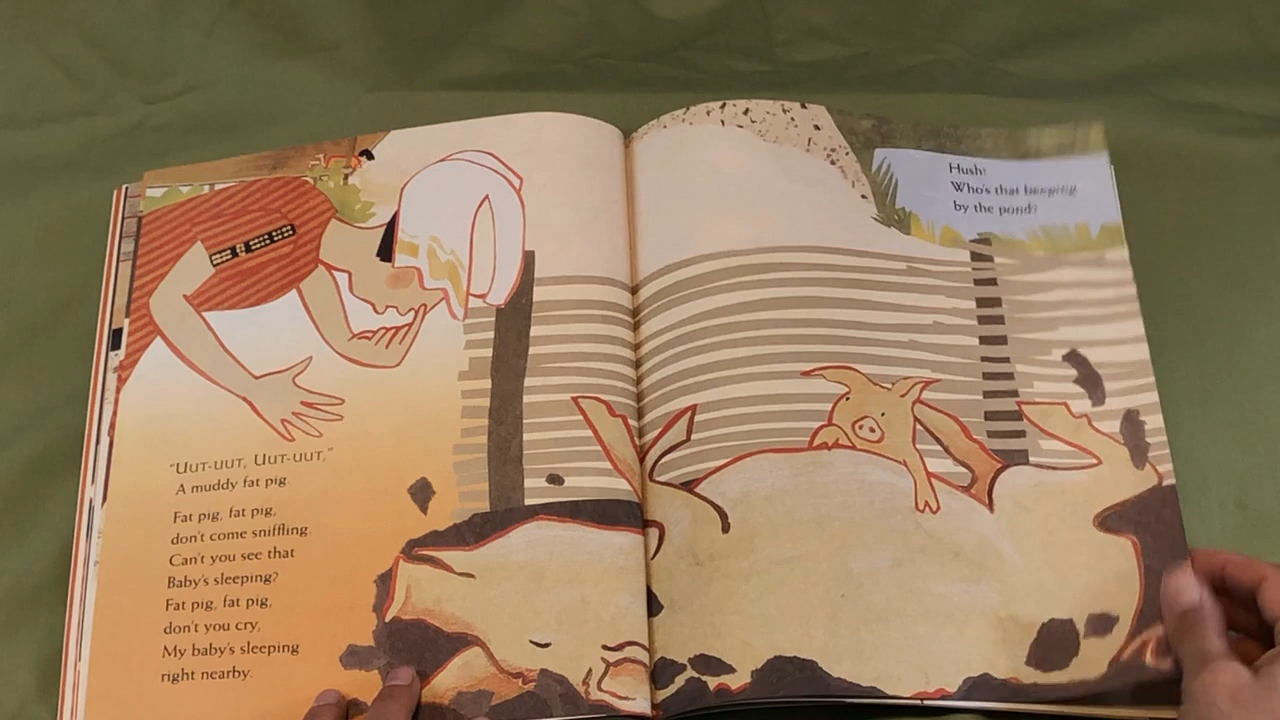 "UUT-UUT, UUT-UUT,"
A muddy fat pig.
Fat pig, fat pig,
don't come sniffling.
Can't you see that
Baby's sleeping?
Fat pig, fat pig,
don't you cry,
My baby's sleeping
right nearby.
Hush!
Who's that
by the pond?